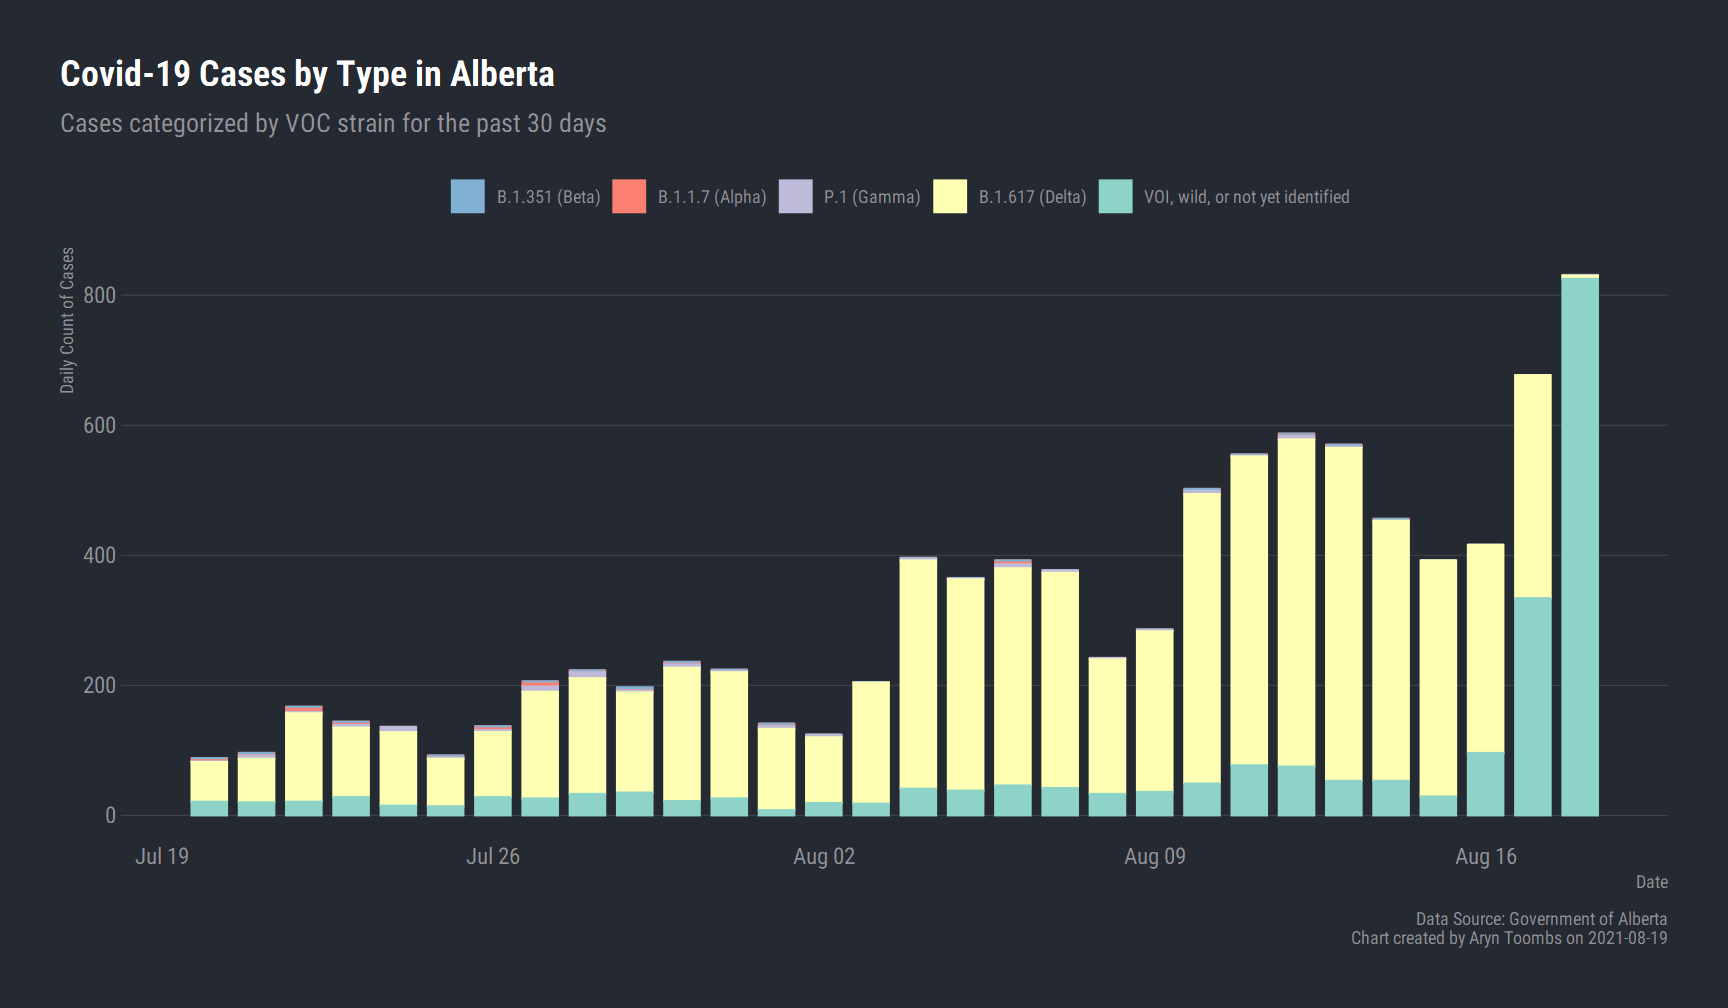 Covid-19 Cases by Type in Alberta
Cases categorized by VOC strain for the past 30 days
B.1.351 (Beta) B.1.1.7 (Alpha) P.1 (Gamma) B.1.617 (Delta) VOI, wild, or not yet identified
Daily Count of Cases
800
600
400
200
0
Jul 19 Jul 26 Aug 02 Aug 09 Aug 16
Date
Data Source: Government of Alberta
Chart created by Aryn Toombs on 2021-08-19